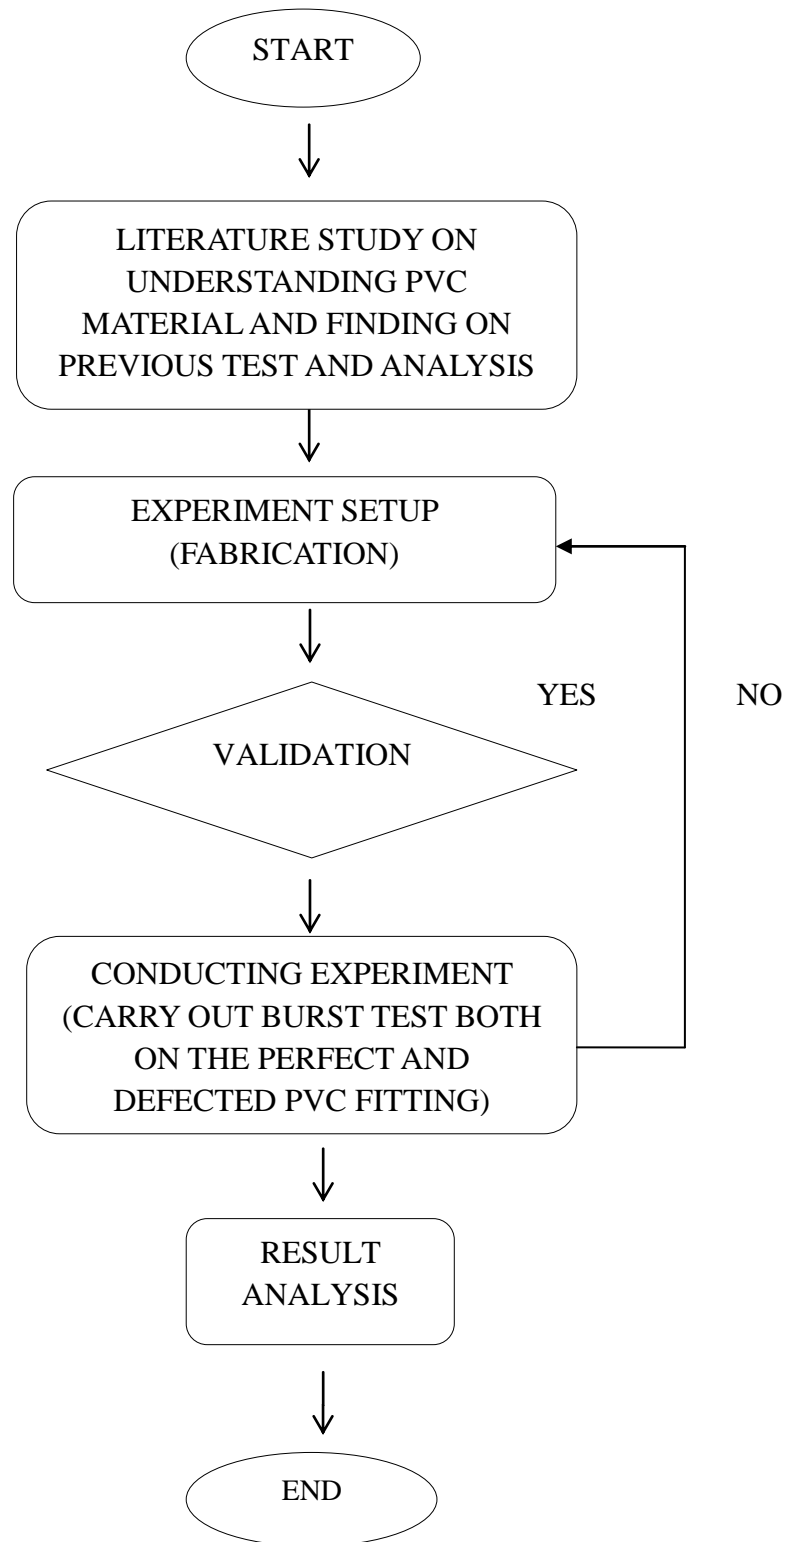 START
LITERATURE STUDY ON
UNDERSTANDING PVC
MATERIAL AND FINDING ON
PREVIOUS TEST AND ANALYSIS
EXPERIMENT SETUP
(FABRICATION)
YES NO
VALIDATION
CONDUCTING EXPERIMENT
(CARRY OUT BURST TEST BOTH
ON THE PERFECT AND
DEFECTED PVC FITTING)
RESULT
ANALYSIS
END